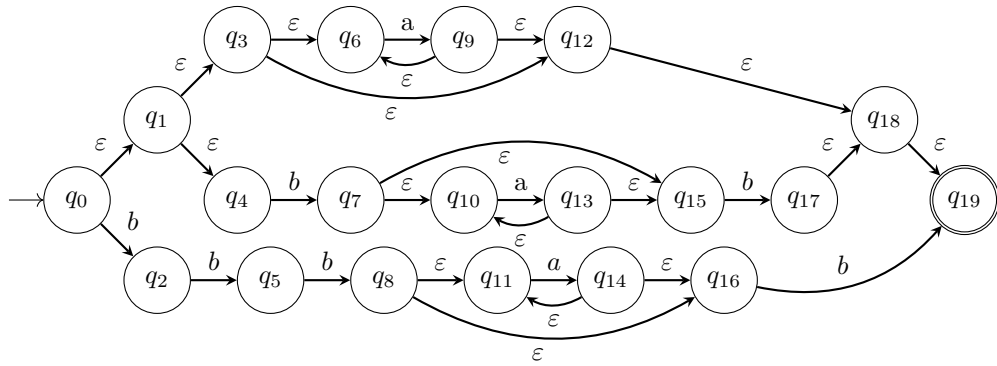 q₃ ε q₆ a q₉ ε q₁₂
ε ε ε ε
q₁ q₁₈
ε ε ε ε ε
q₀ q₄ b q₇ ε q₁₀ a q₁₃ ε q₁₅ b q₁₇ q₁₉
b ε
q₂ b q₅ b q₈ ε q₁₁ a q₁₄ ε q₁₆ b
ε
ε